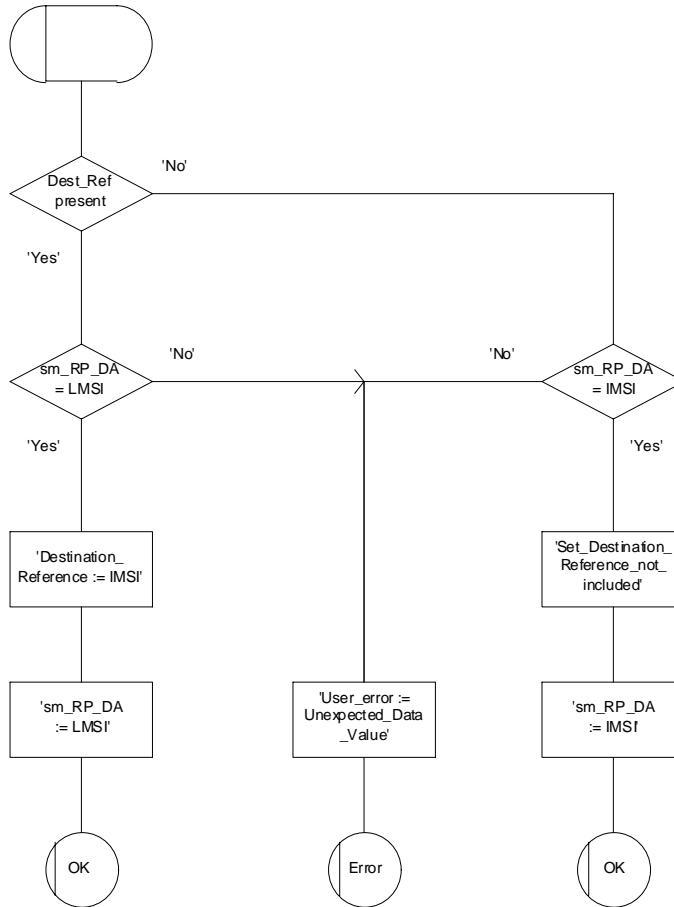 'No'
Dest_Ref
present
'Yes'
sm_RP_DA
= LMSI
'No'
'No'
sm_RP_DA
= IMSI
'Yes'
'Yes'
'Destination_
Reference := IMSI'
'Set_Destination_
Reference_not_
included'
'sm_RP_DA
:= LMSI'
'User_error :=
Unexpected_Data
_Value'
'sm_RP_DA
:= IMSI'
OK
Error
OK